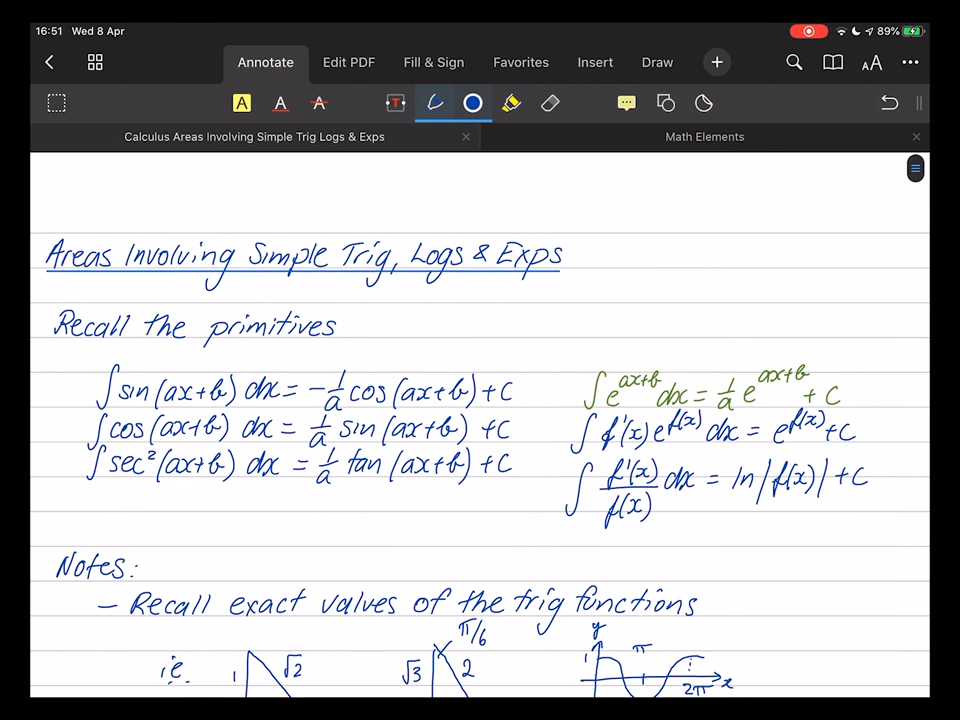 16:51 Wed 8 Apr 89%
Annotate Edit PDF Fill & Sign Favorites Insert Draw
A A A T
Calculus Areas Involving Simple Trig Logs & Exps Math Elements
Areas Involving Simple Trig, Logs & Exps
Recall the primitives
∫ sin (ax+b) dx = -1/a cos (ax+b) + C
∫ cos (ax+b) dx = 1/a sin (ax+b) + C
∫ sec² (ax+b) dx = 1/a tan (ax+b) + C
∫ e^(ax+b) dx = 1/a e^(ax+b) + C
∫ f'(x) e^f(x) dx = e^f(x) + C
∫ f'(x)/f(x) dx = ln|f(x)| + C
Notes:
- Recall exact values of the trig functions
i.e. 1 √2 √3 π/6 2 y 1 π 2π x